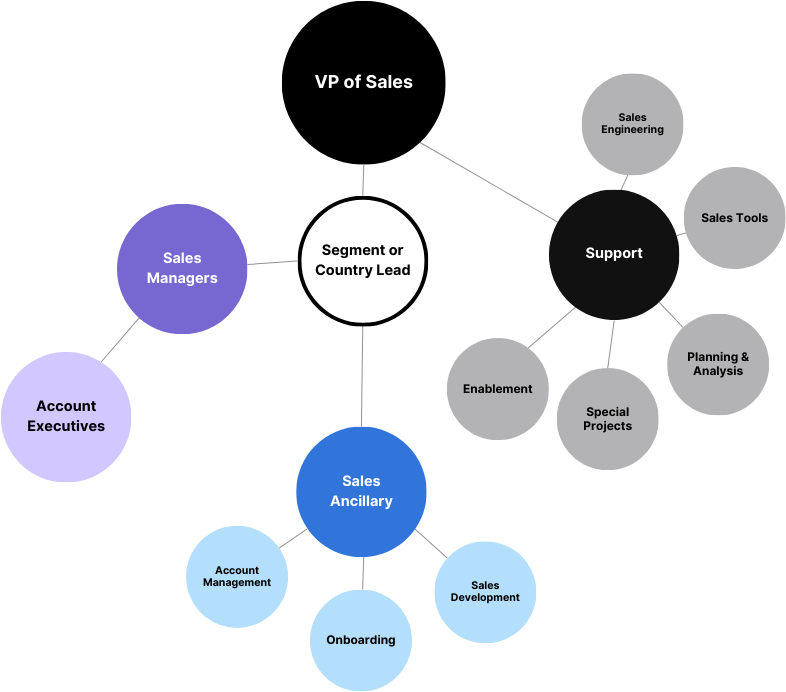 VP of Sales
Sales
Engineering
Sales Tools
Support
Segment or
Country Lead
Sales
Managers
Planning &
Analysis
Enablement
Special
Projects
Account
Executives
Sales
Ancillary
Account
Management
Sales
Development
Onboarding